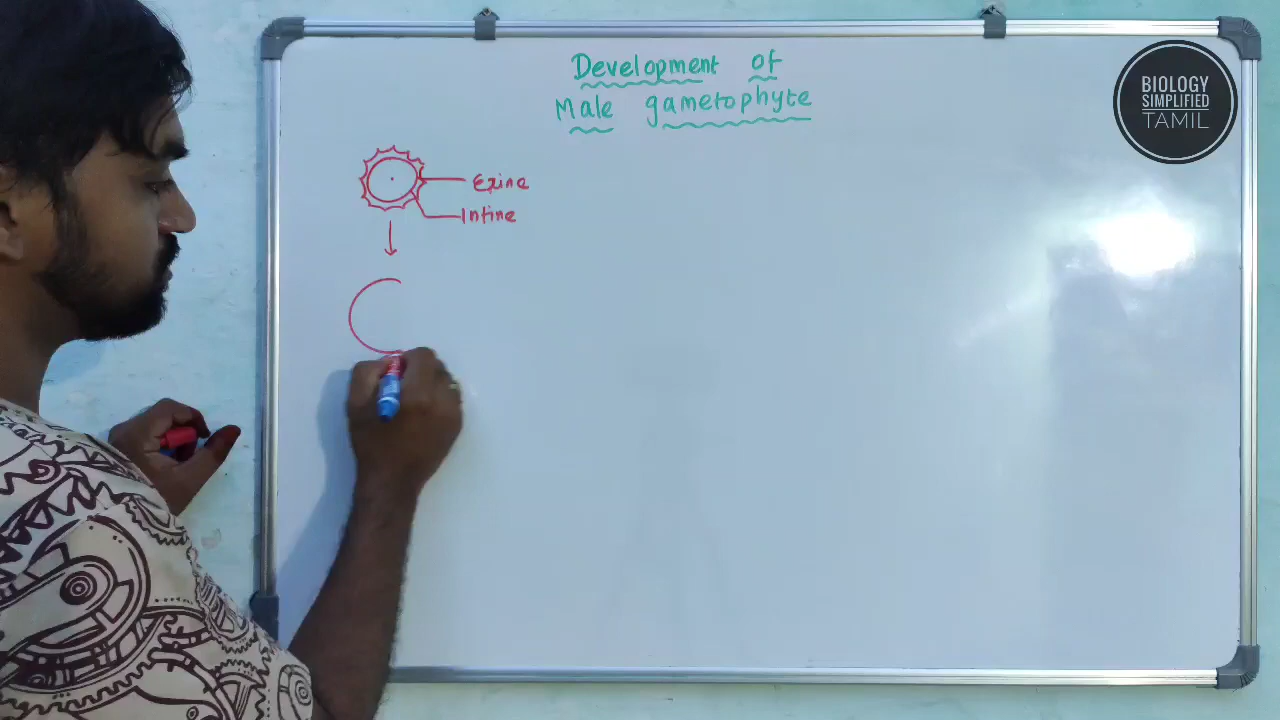 Development of
Male gametophyte
BIOLOGY
SIMPLIFIED
TAMIL
Exine
Intine